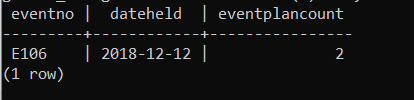 eventno | dateheld | eventplancount
---------+------------+----------------
E106 | 2018-12-12 | 2
(1 row)